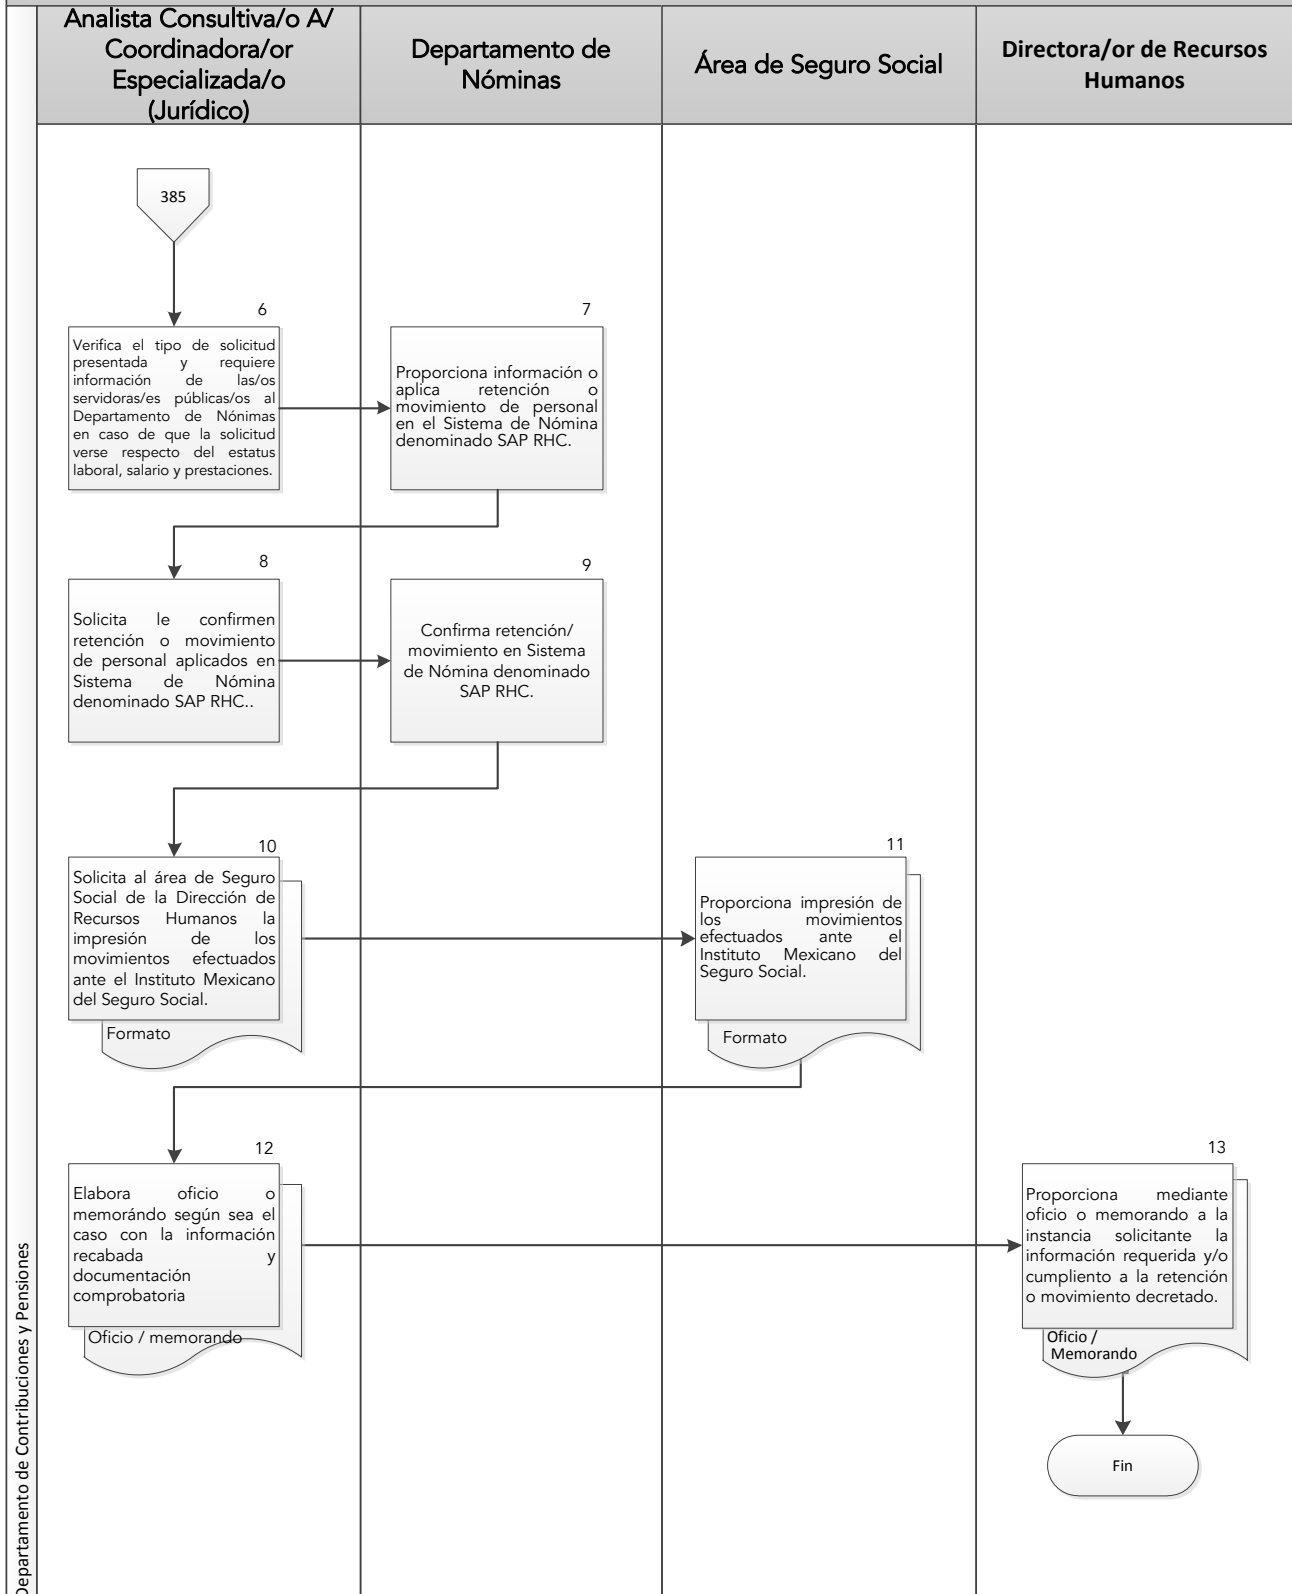 Analista Consultiva/o A/
Coordinadora/or
Especializada/o
(Jurídico)
Departamento de
Nóminas
Área de Seguro Social
Directora/or de Recursos
Humanos
385
6
Verifica el tipo de solicitud
presentada y requiere
información de las/os
servidoras/es públicas/os al
Departamento de Nónimas
en caso de que la solicitud
verse respecto del estatus
laboral, salario y prestaciones.
7
Proporciona información o
aplica retención o
movimiento de personal
en el Sistema de Nómina
denominado SAP RHC.
8
Solicita le confirmen
retención o movimiento
de personal aplicados en
Sistema de Nómina
denominado SAP RHC..
9
Confirma retención/
movimiento en Sistema
de Nómina denominado
SAP RHC.
10
Solicita al área de Seguro
Social de la Dirección de
Recursos Humanos la
impresión de los
movimientos efectuados
ante el Instituto Mexicano
del Seguro Social.
Formato
11
Proporciona impresión de
los movimientos
efectuados ante el
Instituto Mexicano del
Seguro Social.
Formato
12
Elabora oficio o
memorándo según sea el
caso con la información
recabada y
documentación
comprobatoria
Oficio / memorando
13
Proporciona mediante
oficio o memorando a la
instancia solicitante la
información requerida y/o
cumpliento a la retención
o movimiento decretado.
Oficio /
Memorando
Fin
Departamento de Contribuciones y Pensiones